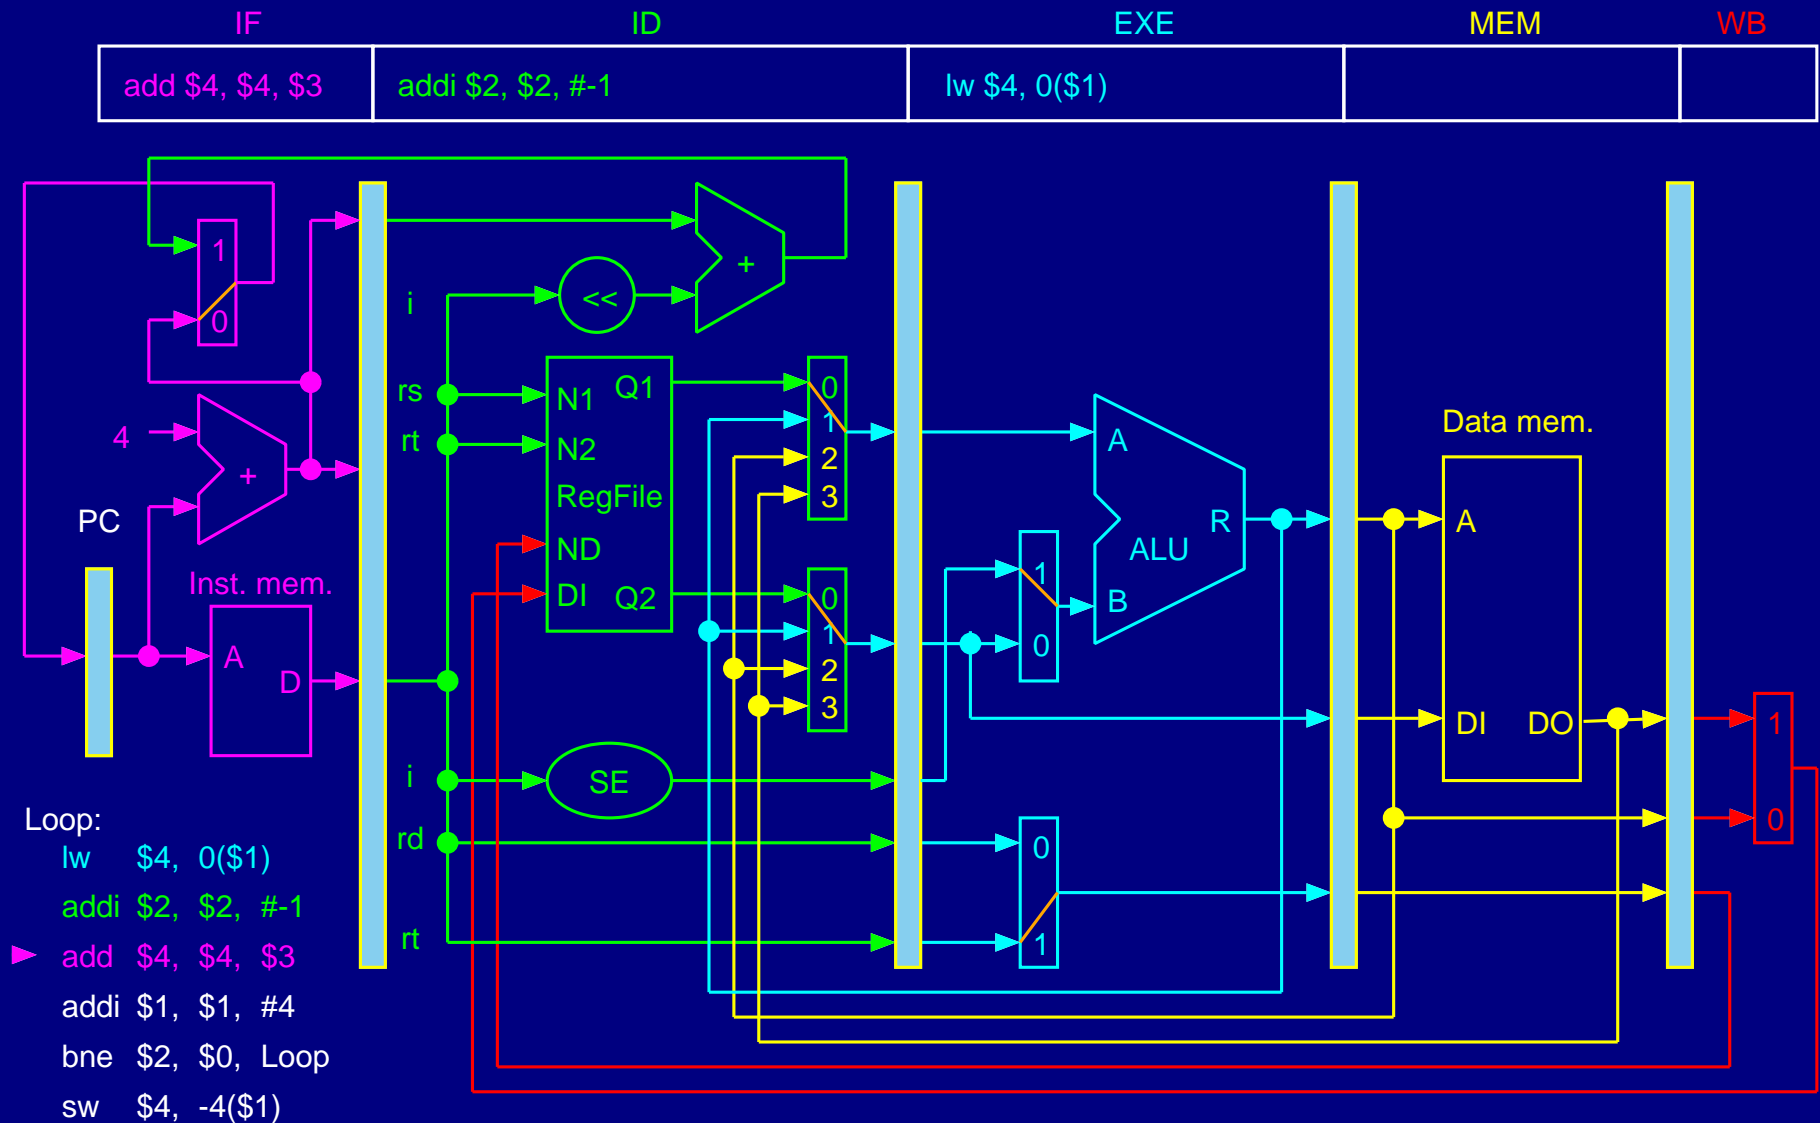 IF ID EXE MEM WB
add $4, $4, $3 addi $2, $2, #-1 lw $4, 0($1)
1
0
+
<<
i
rs
rt
N1 Q1
N2
RegFile
ND
DI Q2
0
1
2
3
0
1
2
3
4
+
PC
Inst. mem.
A
D
A
B
R
ALU
1
0
Data mem.
A
DI DO
1
0
i
SE
rd
rt
0
1
Loop:
lw $4, 0($1)
addi $2, $2, #-1
add $4, $4, $3
addi $1, $1, #4
bne $2, $0, Loop
sw $4, -4($1)